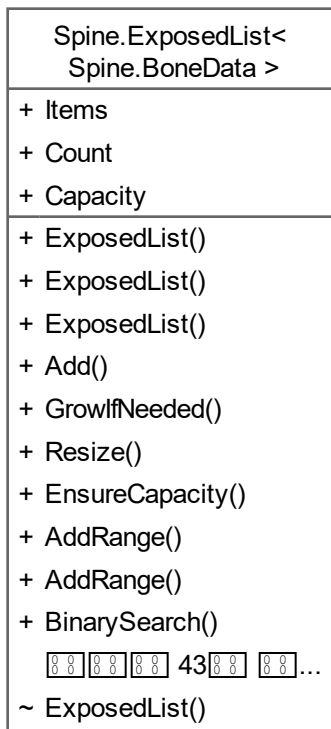 Spine.ExposedList<
Spine.BoneData >
+ Items
+ Count
+ Capacity
+ ExposedList()
+ ExposedList()
+ ExposedList()
+ Add()
+ GrowIfNeeded()
+ Resize()
+ EnsureCapacity()
+ AddRange()
+ AddRange()
+ BinarySearch()
43 ...
~ ExposedList()